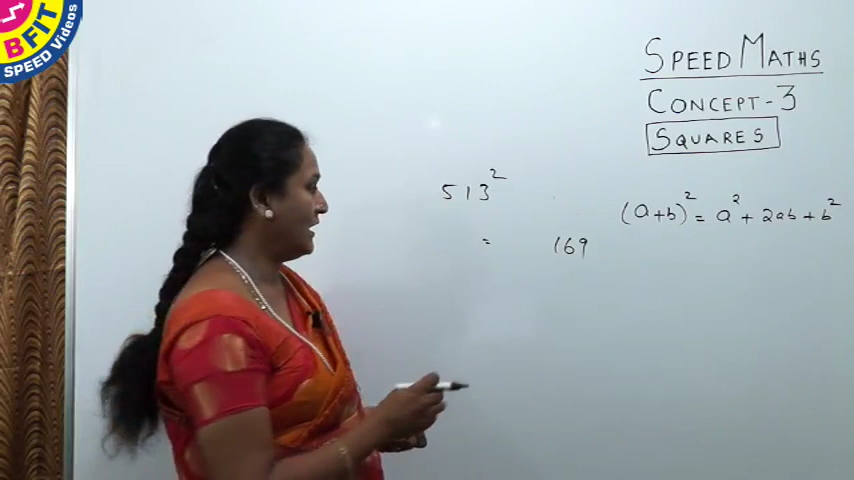 BFIT
SPEED Videos
SPEED MATHS
CONCEPT-3
SQUARES
513²
(a+b)² = a² + 2ab + b²
= 169